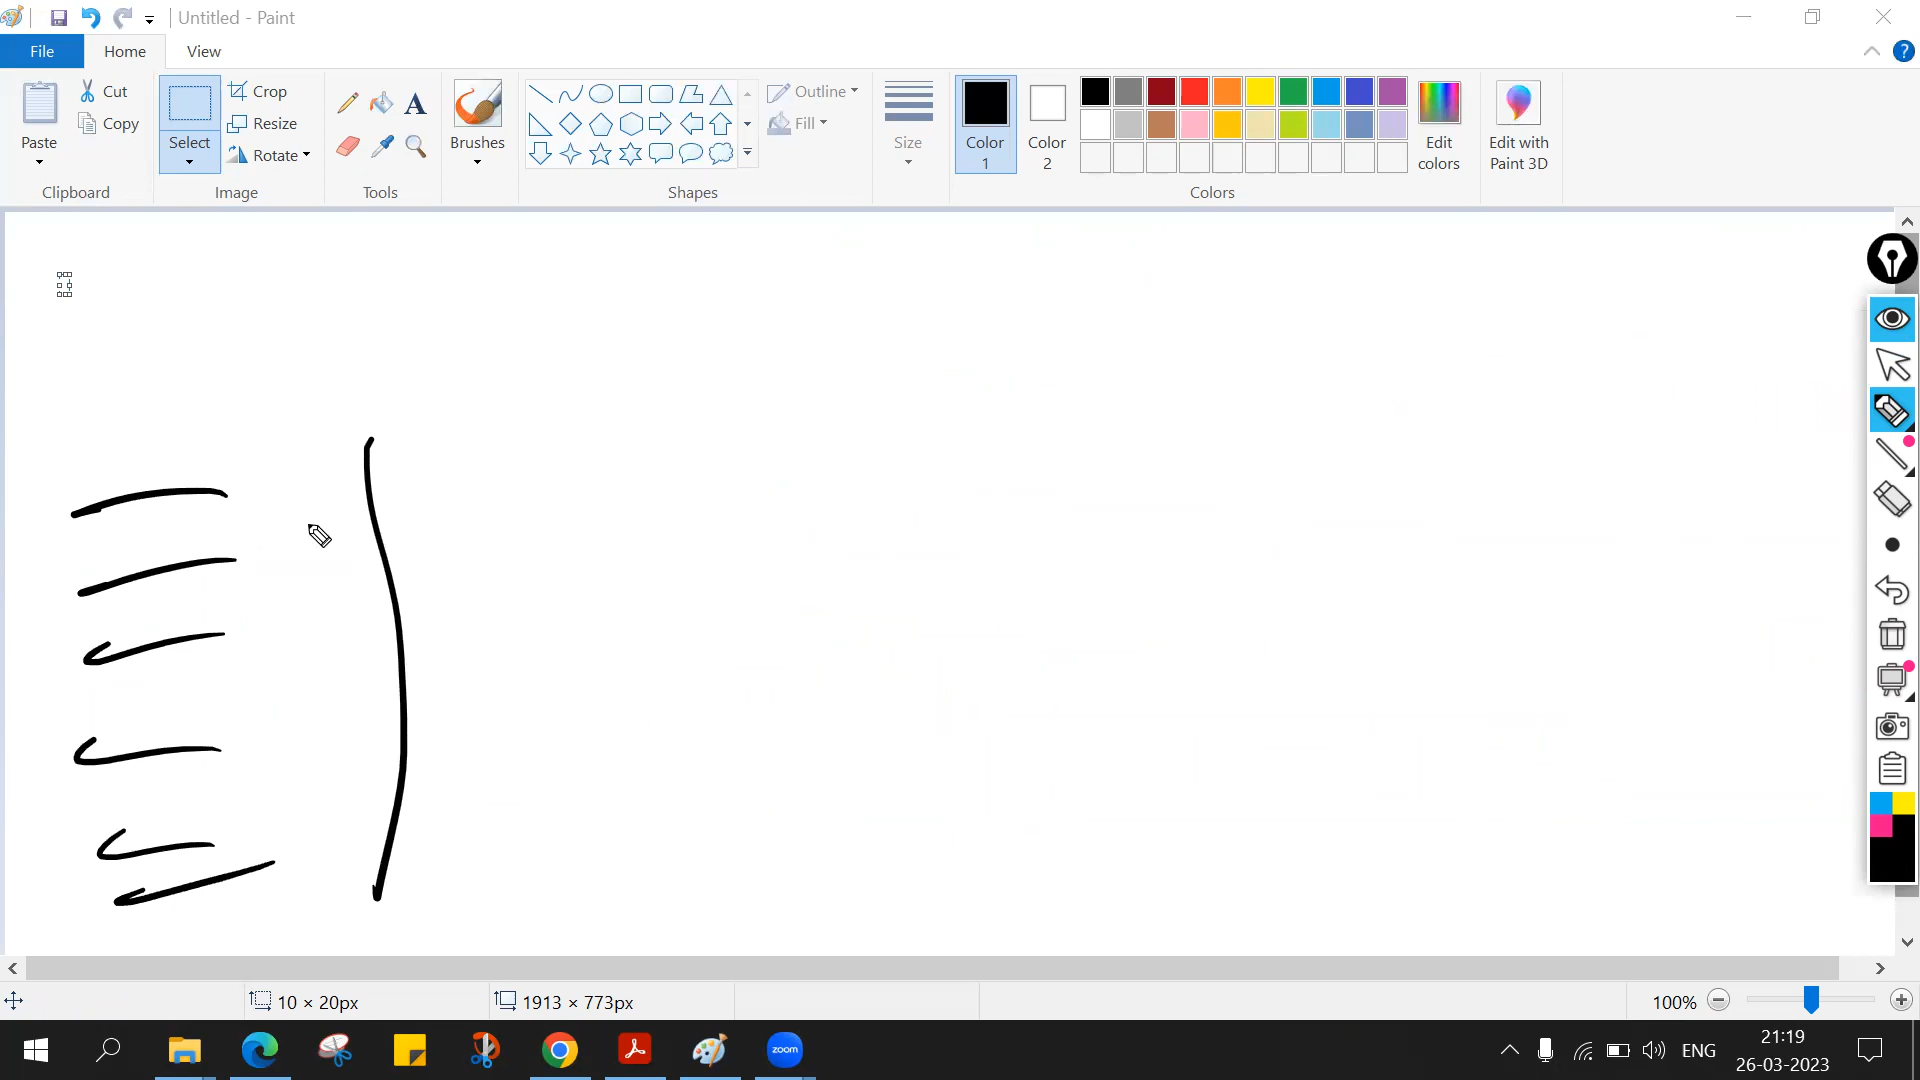 Untitled - Paint
File Home View
Paste
Cut
Copy
Clipboard
Select
Crop
Resize
Rotate
Image
A
Tools
Brushes
Shapes
Outline
Fill
Size
Color 1
Color 2
Edit colors
Colors
Edit with Paint 3D
?
10 × 20px
1913 × 773px
100%
zoom
ENG
21:19
26-03-2023